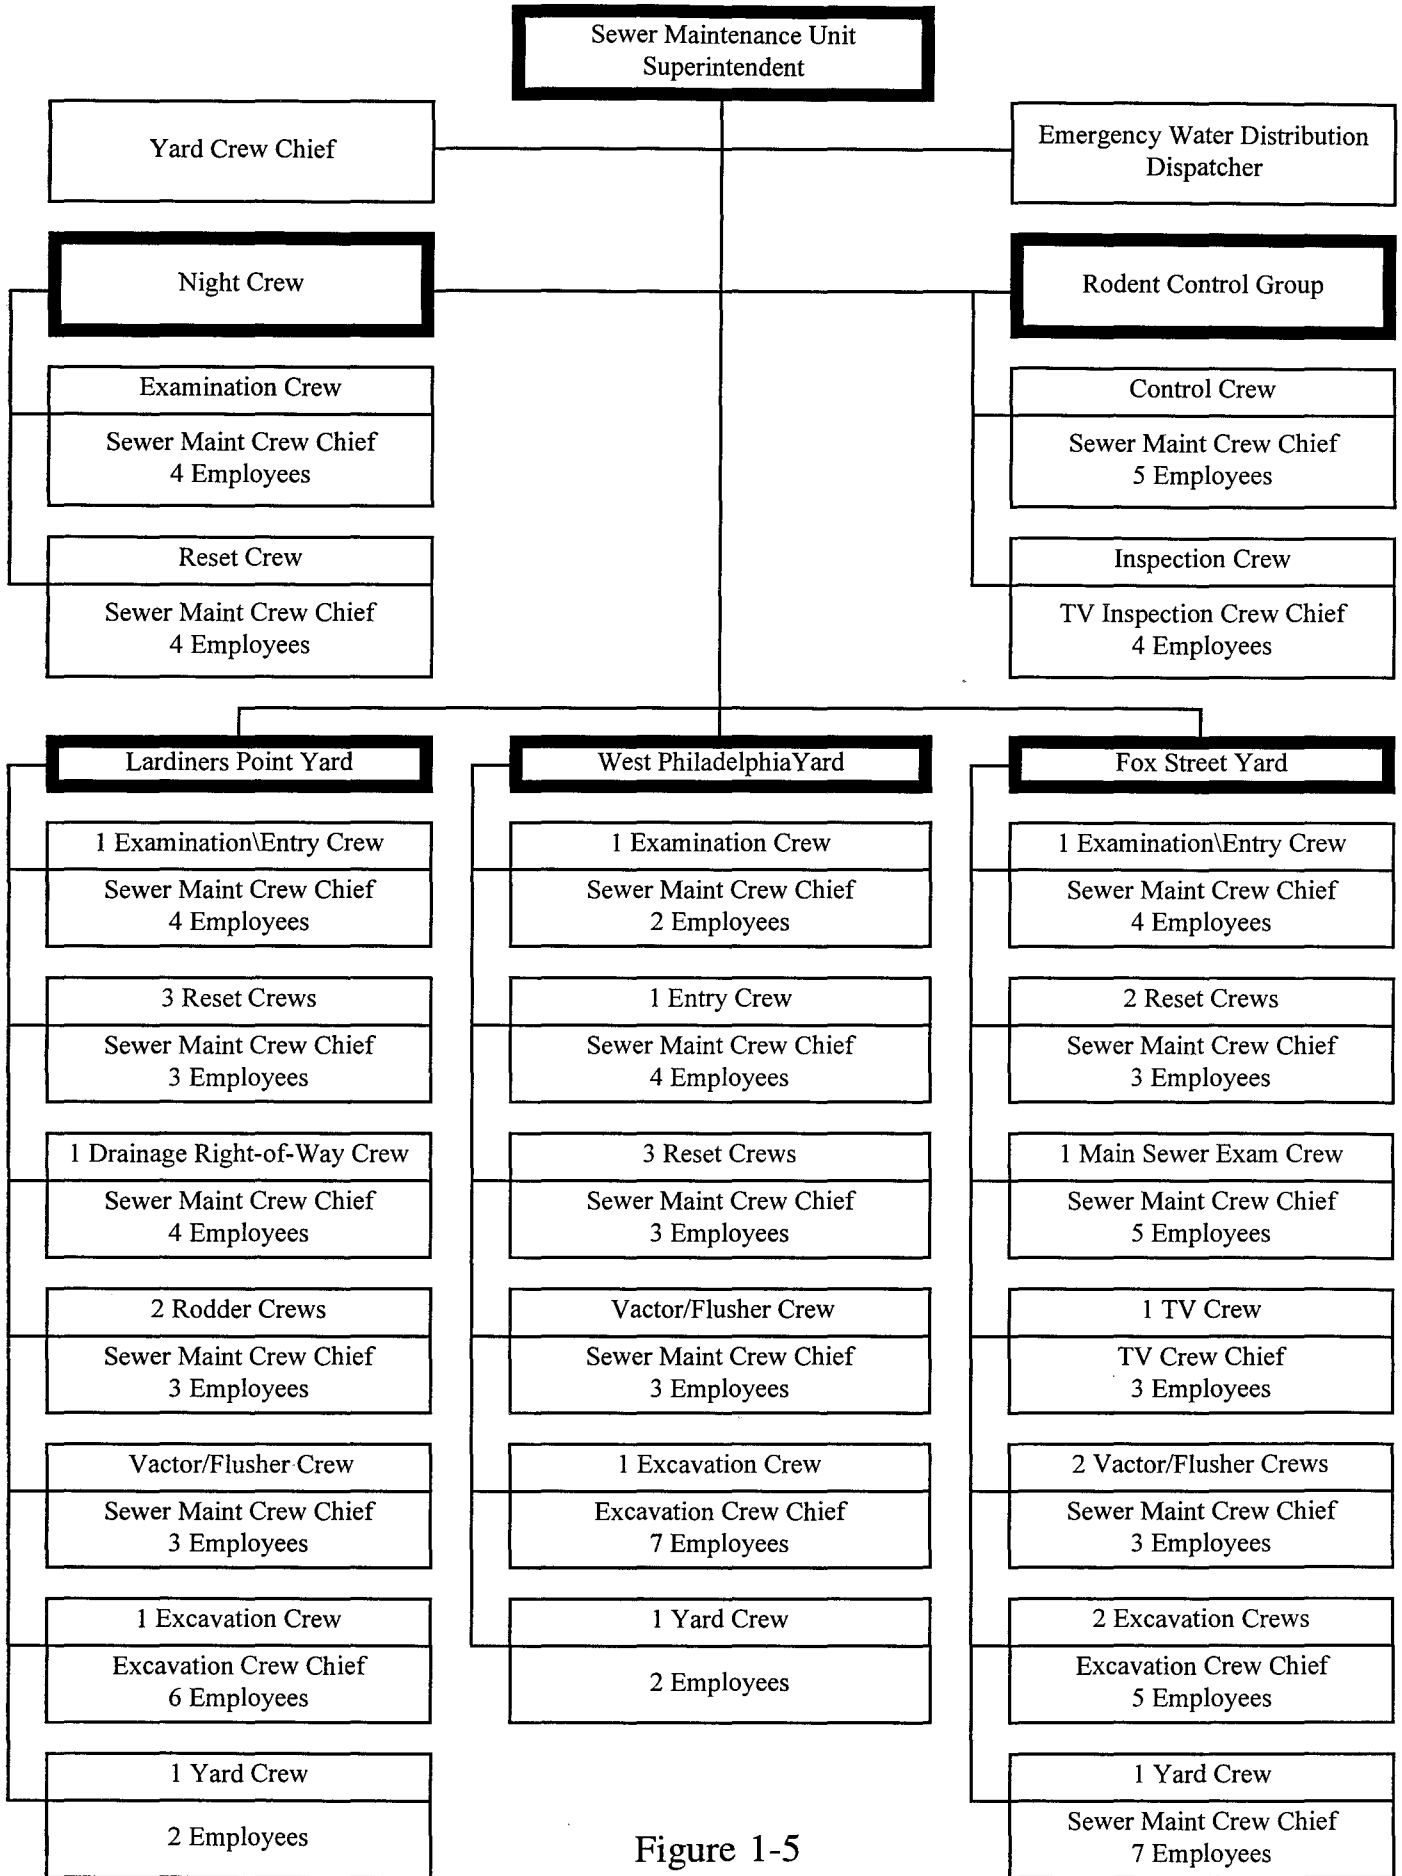 Sewer Maintenance Unit
Superintendent
Yard Crew Chief
Emergency Water Distribution
Dispatcher
Night Crew
Rodent Control Group
Examination Crew
Sewer Maint Crew Chief
4 Employees
Control Crew
Sewer Maint Crew Chief
5 Employees
Reset Crew
Sewer Maint Crew Chief
4 Employees
Inspection Crew
TV Inspection Crew Chief
4 Employees
Lardiners Point Yard
1 Examination\Entry Crew
Sewer Maint Crew Chief
4 Employees
3 Reset Crews
Sewer Maint Crew Chief
3 Employees
1 Drainage Right-of-Way Crew
Sewer Maint Crew Chief
4 Employees
2 Rodder Crews
Sewer Maint Crew Chief
3 Employees
Vactor/Flusher Crew
Sewer Maint Crew Chief
3 Employees
1 Excavation Crew
Excavation Crew Chief
6 Employees
1 Yard Crew
2 Employees
West PhiladelphiaYard
1 Examination Crew
Sewer Maint Crew Chief
2 Employees
1 Entry Crew
Sewer Maint Crew Chief
4 Employees
3 Reset Crews
Sewer Maint Crew Chief
3 Employees
Vactor/Flusher Crew
Sewer Maint Crew Chief
3 Employees
1 Excavation Crew
Excavation Crew Chief
7 Employees
1 Yard Crew
2 Employees
Fox Street Yard
1 Examination\Entry Crew
Sewer Maint Crew Chief
4 Employees
2 Reset Crews
Sewer Maint Crew Chief
3 Employees
1 Main Sewer Exam Crew
Sewer Maint Crew Chief
5 Employees
1 TV Crew
TV Crew Chief
3 Employees
2 Vactor/Flusher Crews
Sewer Maint Crew Chief
3 Employees
2 Excavation Crews
Excavation Crew Chief
5 Employees
1 Yard Crew
Sewer Maint Crew Chief
7 Employees
Figure 1-5